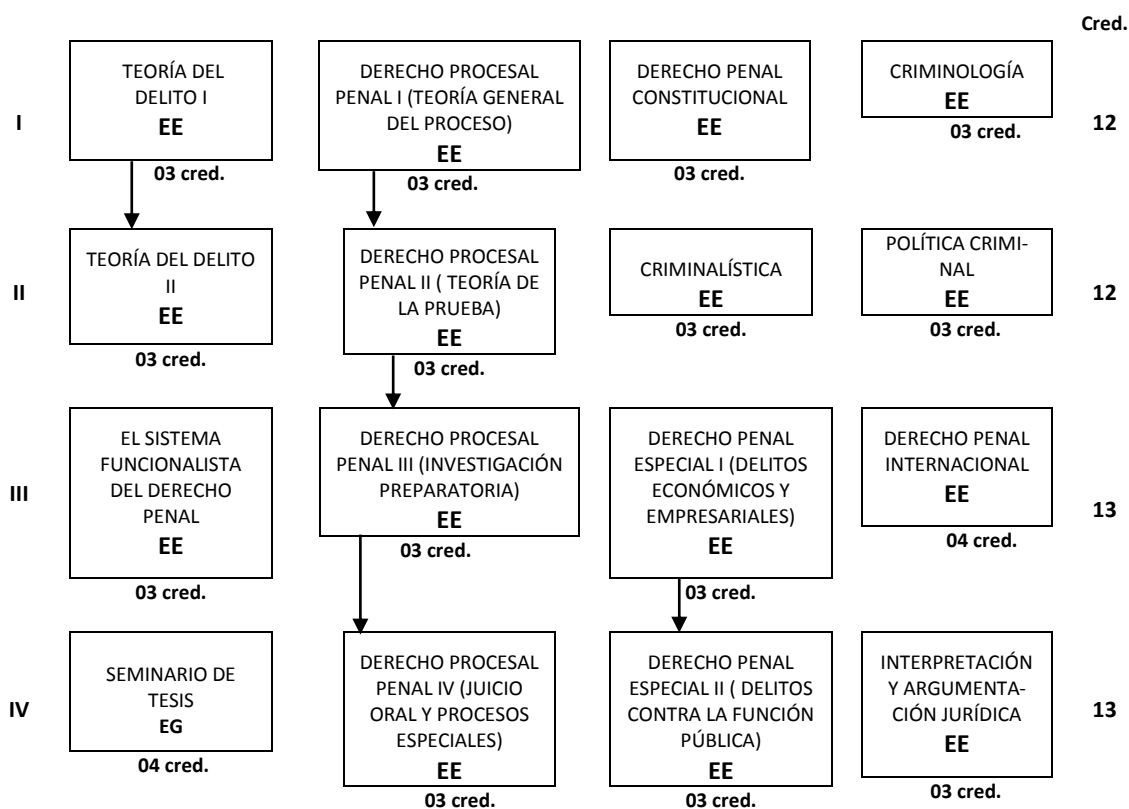 Cred.
I
TEORÍA DEL
DELITO I
EE
03 cred.
DERECHO PROCESAL
PENAL I (TEORÍA GENERAL
DEL PROCESO)
EE
03 cred.
DERECHO PENAL
CONSTITUCIONAL
EE
03 cred.
CRIMINOLOGÍA
EE
03 cred.
12
II
TEORÍA DEL DELITO
II
EE
03 cred.
DERECHO PROCESAL
PENAL II ( TEORÍA DE
LA PRUEBA)
EE
03 cred.
CRIMINALÍSTICA
EE
03 cred.
POLÍTICA CRIMI-
NAL
EE
03 cred.
12
III
EL SISTEMA
FUNCIONALISTA
DEL DERECHO
PENAL
EE
03 cred.
DERECHO PROCESAL
PENAL III (INVESTIGACIÓN
PREPARATORIA)
EE
03 cred.
DERECHO PENAL
ESPECIAL I (DELITOS
ECONÓMICOS Y
EMPRESARIALES)
EE
03 cred.
DERECHO PENAL
INTERNACIONAL
EE
04 cred.
13
IV
SEMINARIO DE
TESIS
EG
04 cred.
DERECHO PROCESAL
PENAL IV (JUICIO
ORAL Y PROCESOS
ESPECIALES)
EE
03 cred.
DERECHO PENAL
ESPECIAL II ( DELITOS
CONTRA LA FUNCIÓN
PÚBLICA)
EE
03 cred.
INTERPRETACIÓN
Y ARGUMENTA-
CIÓN JURÍDICA
EE
03 cred.
13